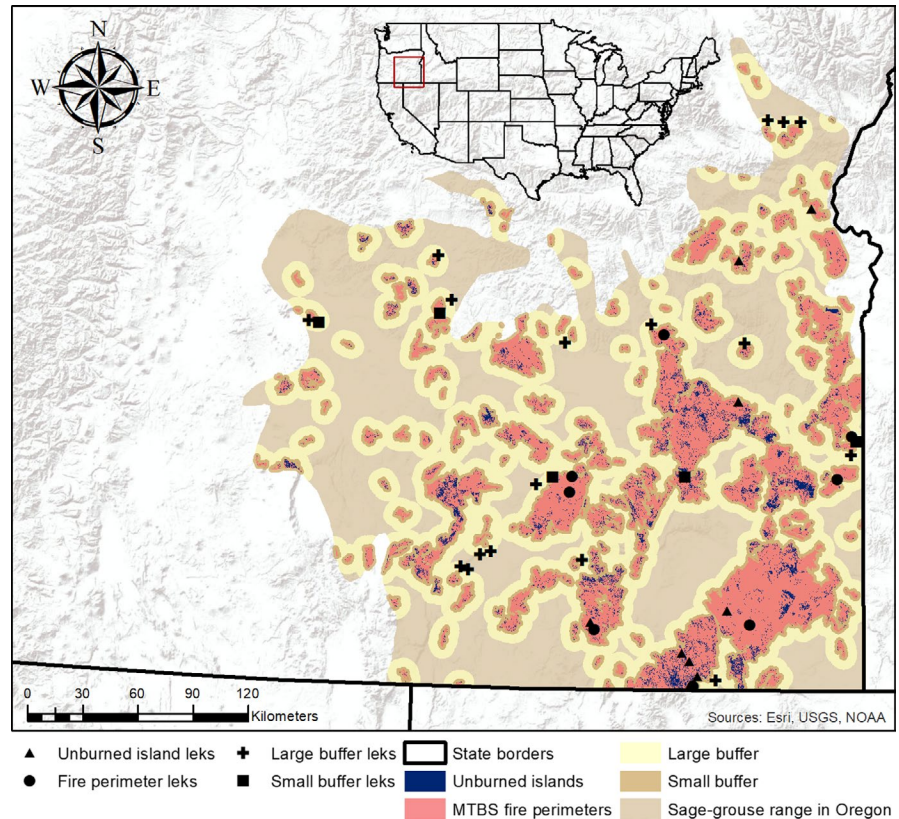 N
W E
S
0 30 60 90 120
Kilometers
Sources: Esri, USGS, NOAA
Unburned island leks
Large buffer leks
State borders
Large buffer
Fire perimeter leks
Small buffer leks
Unburned islands
Small buffer
MTBS fire perimeters
Sage-grouse range in Oregon